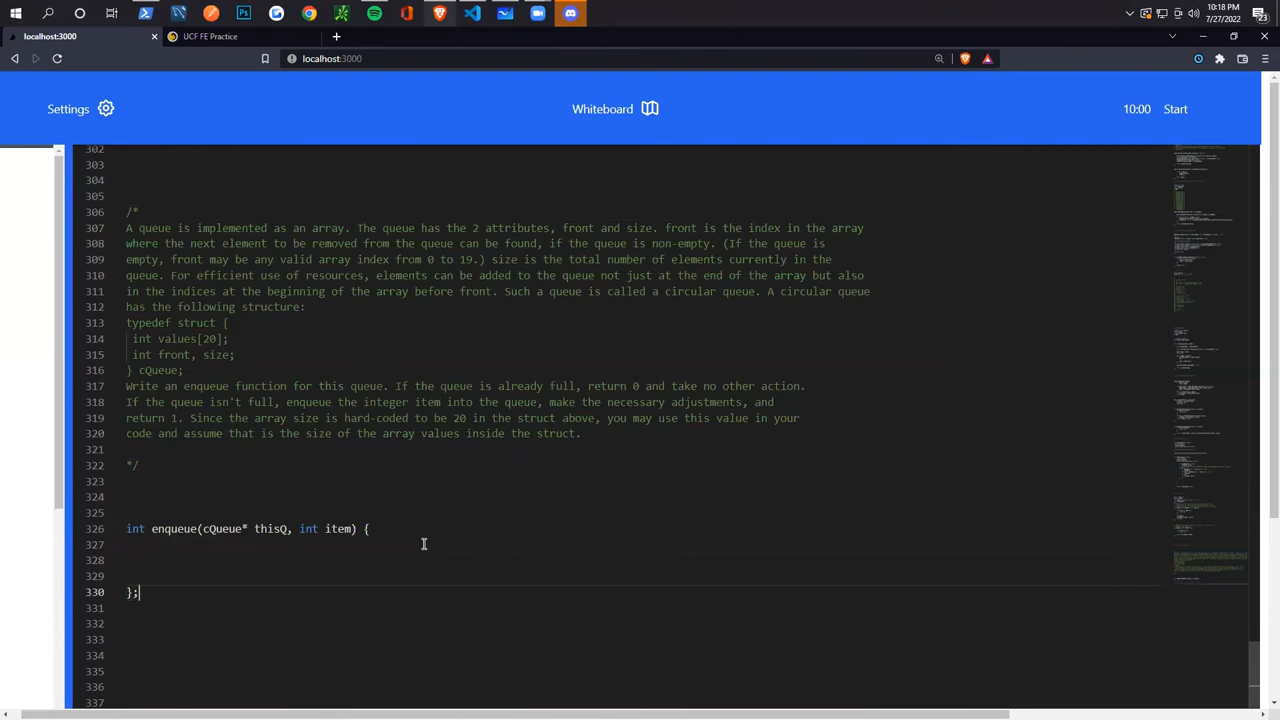 10:18 PM
7/27/2022
23
localhost:3000
UCF FE Practice
localhost:3000
Settings
Whiteboard
10:00 Start
302
303
304
305
306 /*
307 A queue is implemented as an array. The queue has the 2 attributes, front and size. front is the index in the array
308 where the next element to be removed from the queue can be found, if the queue is non-empty. (If the queue is
309 empty, front may be any valid array index from 0 to 19.) size is the total number of elements currently in the
310 queue. For efficient use of resources, elements can be added to the queue not just at the end of the array but also
311 in the indices at the beginning of the array before front. Such a queue is called a circular queue. A circular queue
312 has the following structure:
313 typedef struct {
314 int values[20];
315 int front, size;
316 } cQueue;
317 Write an enqueue function for this queue. If the queue is already full, return 0 and take no other action.
318 If the queue isn't full, enqueue the integer item into the queue, make the necessary adjustments, and
319 return 1. Since the array size is hard-coded to be 20 in the struct above, you may use this value in your
320 code and assume that is the size of the array values inside the struct.
321
322 */
323
324
325
326 int enqueue(cQueue* thisQ, int item) {
327
328
329
330 };
331
332
333
334
335
336
337